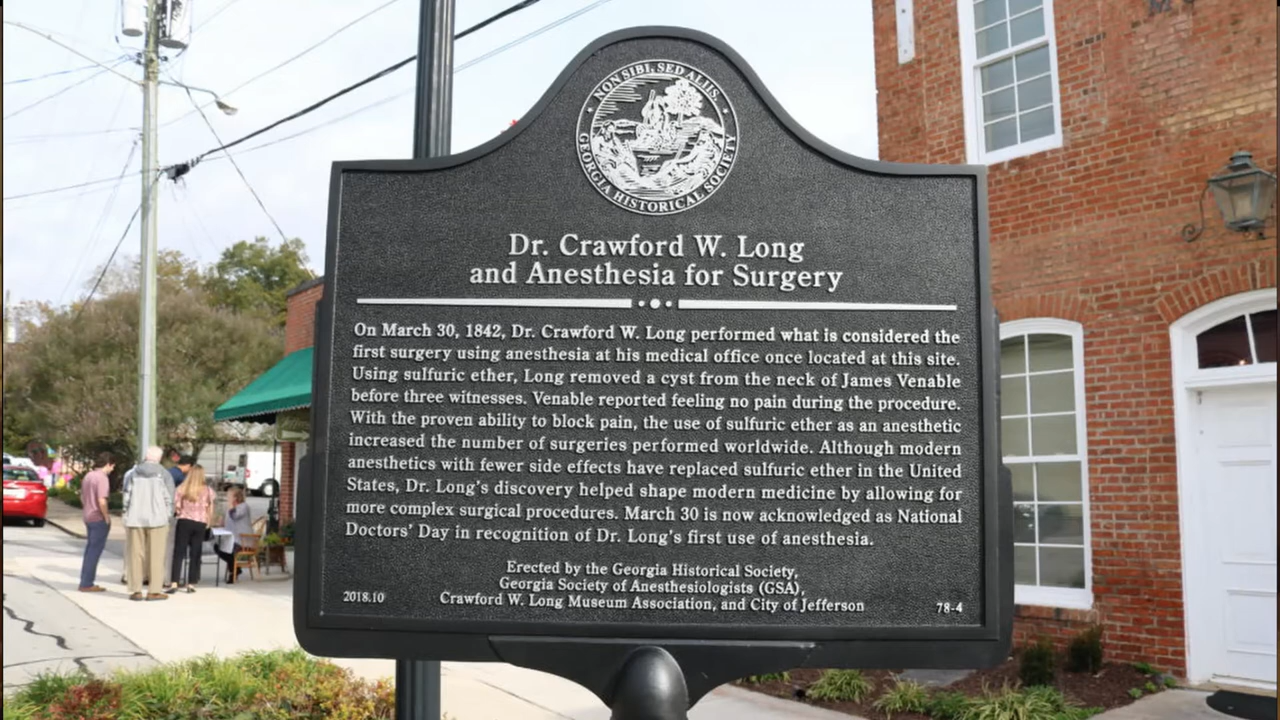 NON SIBI, SED ALIIS.
GEORGIA HISTORICAL SOCIETY
Dr. Crawford W. Long
and Anesthesia for Surgery
On March 30, 1842, Dr. Crawford W. Long performed what is considered the
first surgery using anesthesia at his medical office once located at this site.
Using sulfuric ether, Long removed a cyst from the neck of James Venable
before three witnesses. Venable reported feeling no pain during the procedure.
With the proven ability to block pain, the use of sulfuric ether as an anesthetic
increased the number of surgeries performed worldwide. Although modern
anesthetics with fewer side effects have replaced sulfuric ether in the United
States, Dr. Long's discovery helped shape modern medicine by allowing for
more complex surgical procedures. March 30 is now acknowledged as National
Doctors' Day in recognition of Dr. Long's first use of anesthesia.
Erected by the Georgia Historical Society,
Georgia Society of Anesthesiologists (GSA),
Crawford W. Long Museum Association, and City of Jefferson
2018.10
78-4